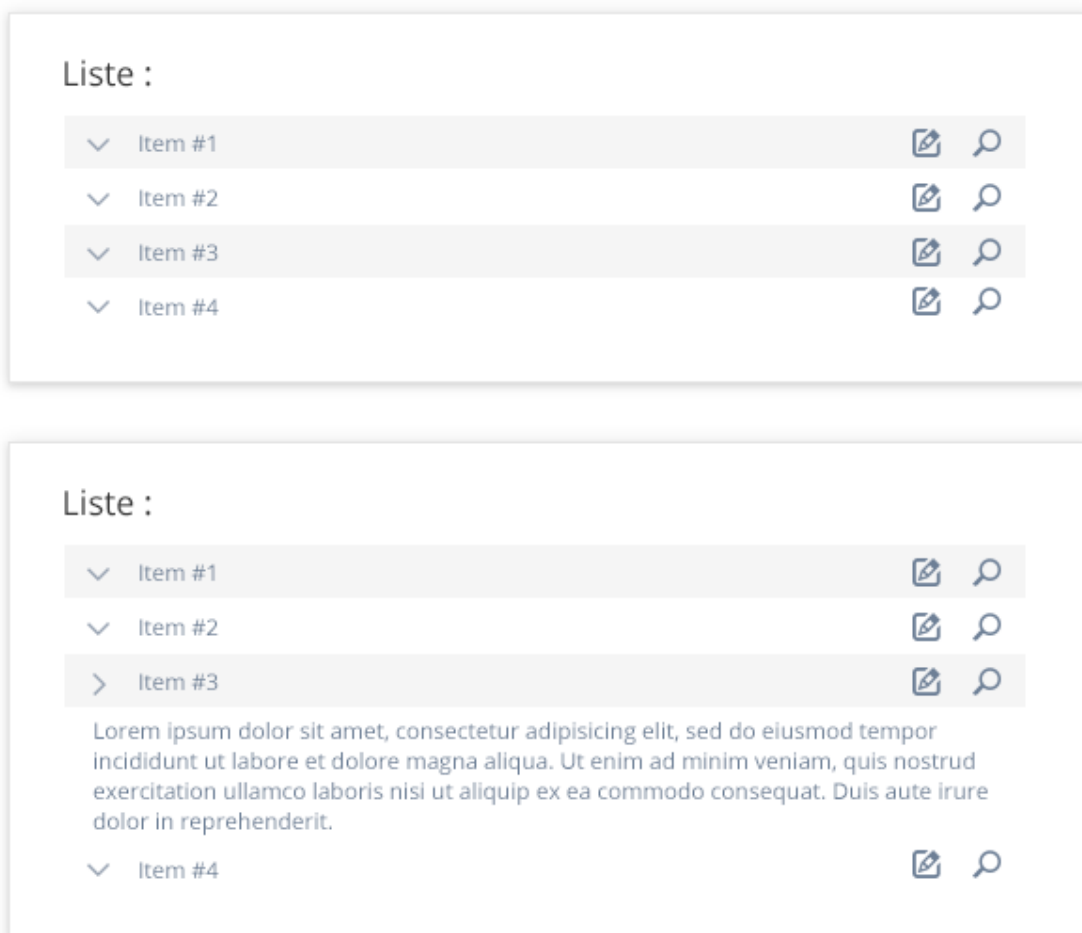 Liste :
Item #1
Item #2
Item #3
Item #4
Liste :
Item #1
Item #2
Item #3
Lorem ipsum dolor sit amet, consectetur adipisicing elit, sed do eiusmod tempor
incididunt ut labore et dolore magna aliqua. Ut enim ad minim veniam, quis nostrud
exercitation ullamco laboris nisi ut aliquip ex ea commodo consequat. Duis aute irure
dolor in reprehenderit.
Item #4